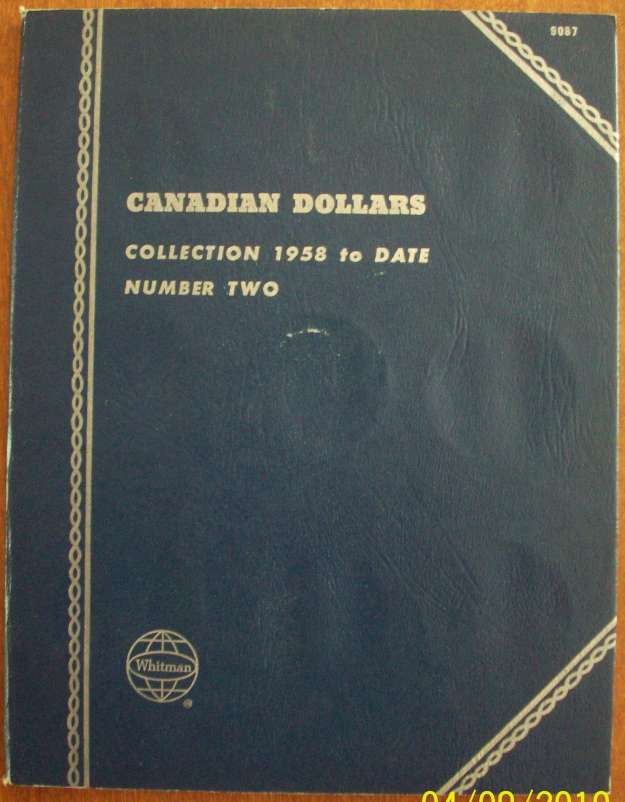 9087
CANADIAN DOLLARS
COLLECTION 1958 to DATE
NUMBER TWO
Whitman
®